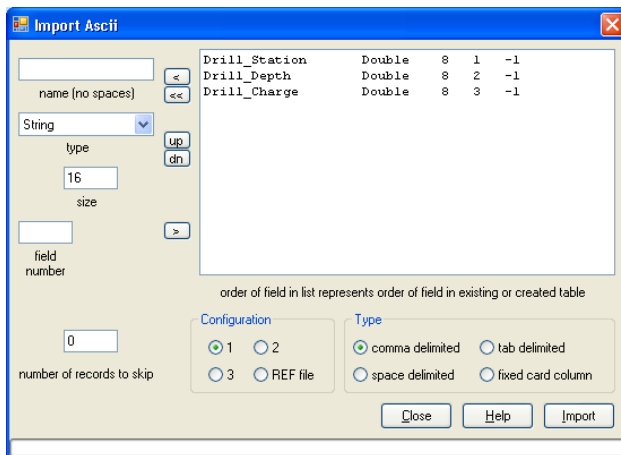 Import Ascii
name (no spaces)
<
<<
String
type
up
dn
16
size
>
field
number
Drill_Station Double 8 1 -1
Drill_Depth Double 8 2 -1
Drill_Charge Double 8 3 -1
order of field in list represents order of field in existing or created table
0
number of records to skip
Configuration
1 2
3 REF file
Type
comma delimited tab delimited
space delimited fixed card column
Close Help Import